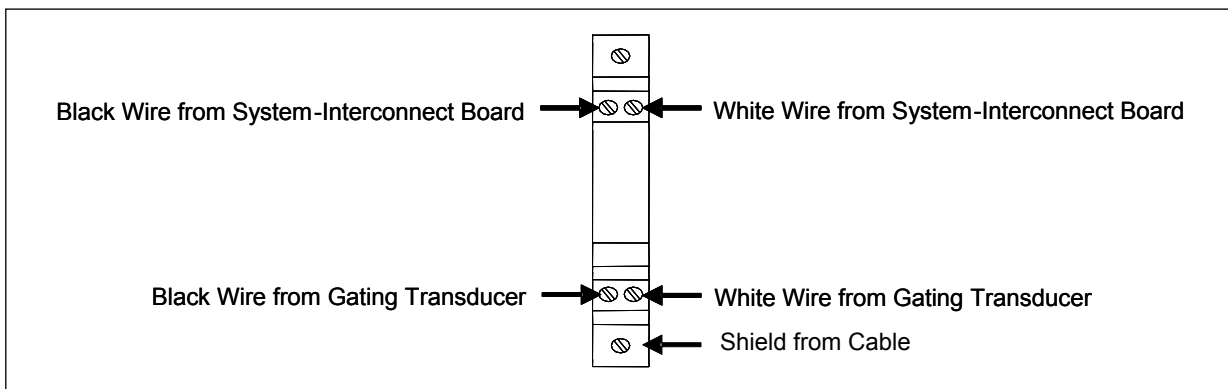 Black Wire from System-Interconnect Board
White Wire from System-Interconnect Board
Black Wire from Gating Transducer
White Wire from Gating Transducer
Shield from Cable